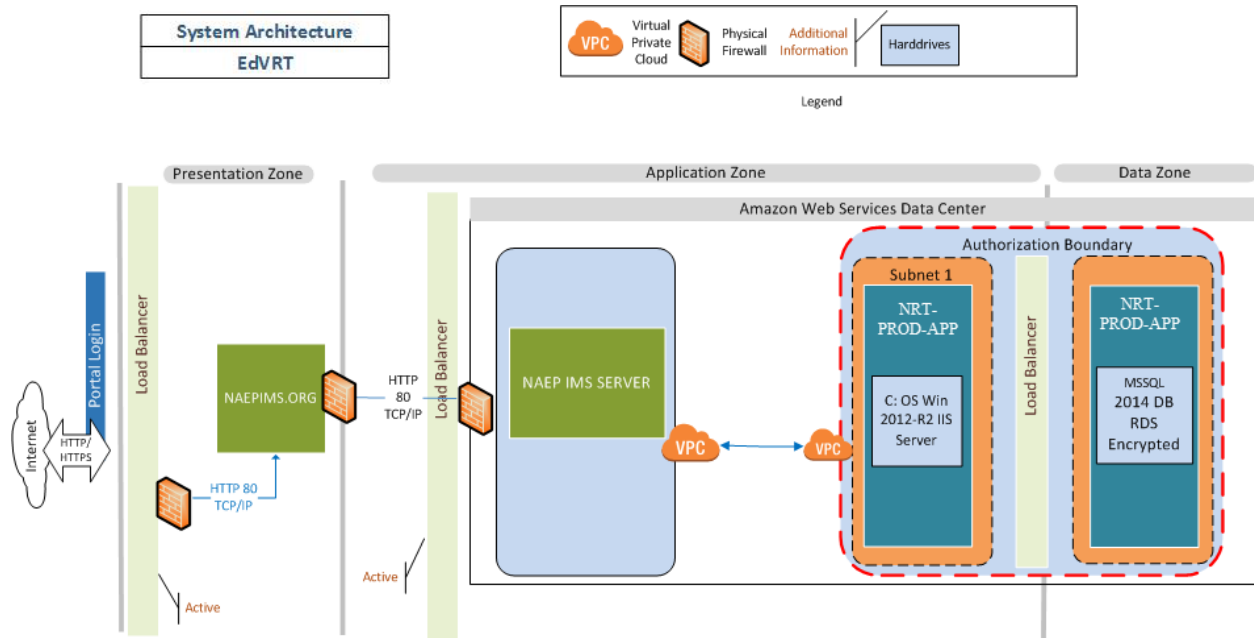 System Architecture
EdVRT
VPC
Virtual
Private
Cloud
Physical
Firewall
Additional
Information
Harddrives
Legend
Presentation Zone
Application Zone
Data Zone
Amazon Web Services Data Center
Authorization Boundary
Internet
HTTP/
HTTPS
Portal Login
Load Balancer
HTTP 80
TCP/IP
Active
NAEPIMS.ORG
HTTP
80
TCP/IP
Load Balancer
Active
NAEP IMS SERVER
VPC
VPC
Subnet 1
NRT-
PROD-APP
C: OS Win
2012-R2 IIS
Server
Load Balancer
NRT-
PROD-APP
MSSQL
2014 DB
RDS
Encrypted